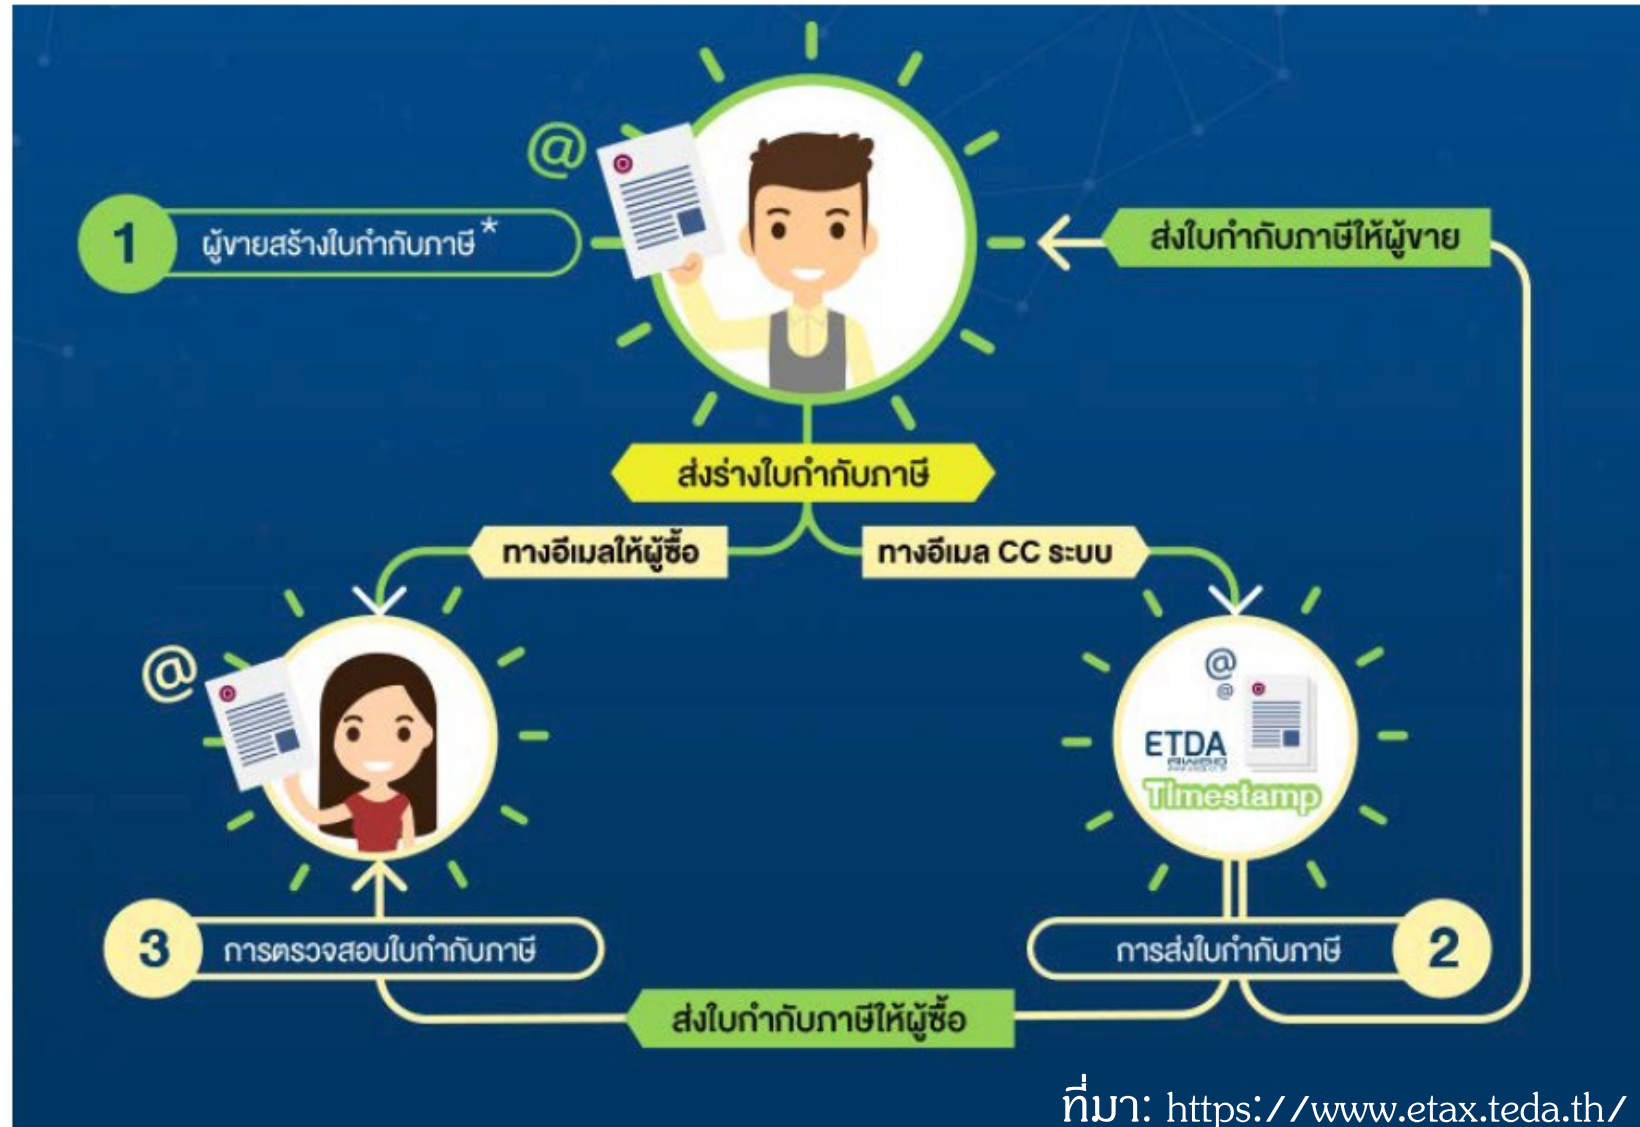 @
1 ผู้ขายสร้างใบกำกับภาษี*
ส่งใบกำกับภาษีให้ผู้ขาย
ส่งร่างใบกำกับภาษี
ทางอีเมลให้ผู้ซื้อ
ทางอีเมล CC ระบบ
@
@
@
ETDA
Timestamp
3 การตรวจสอบใบกำกับภาษี
การส่งใบกำกับภาษี 2
ส่งใบกำกับภาษีให้ผู้ซื้อ
ที่มา: https://www.etax.teda.th/